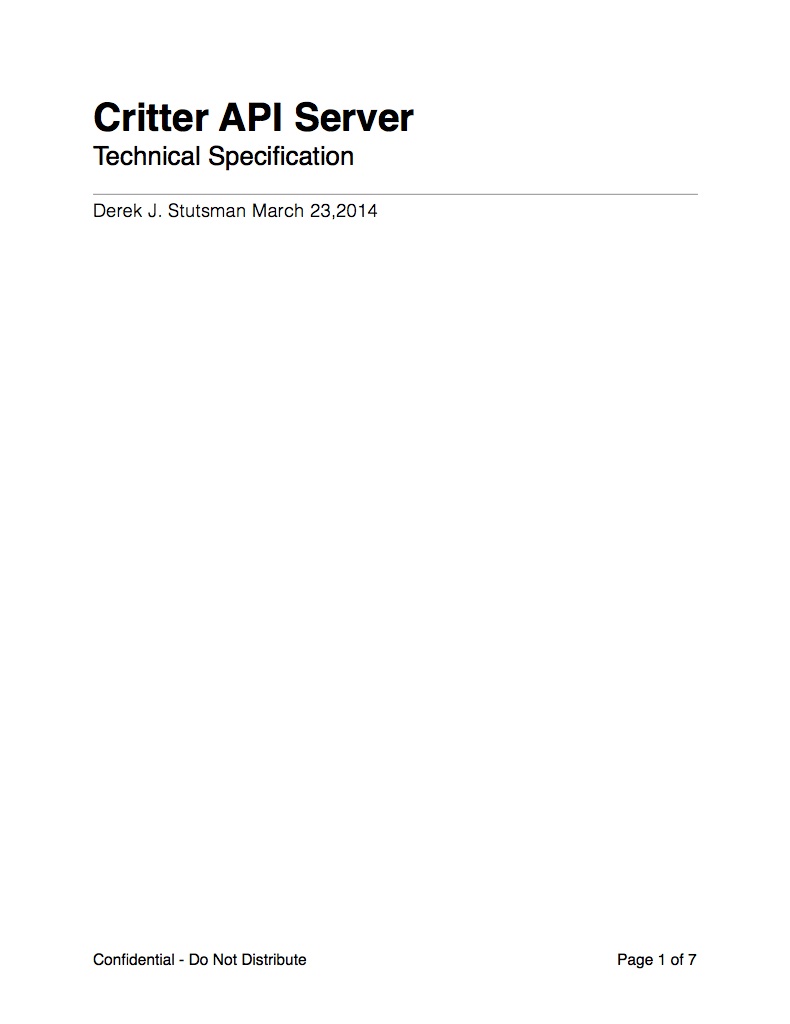 Critter API Server
Technical Specification
Derek J. Stutsman March 23,2014
Confidential - Do Not Distribute
Page 1 of 7